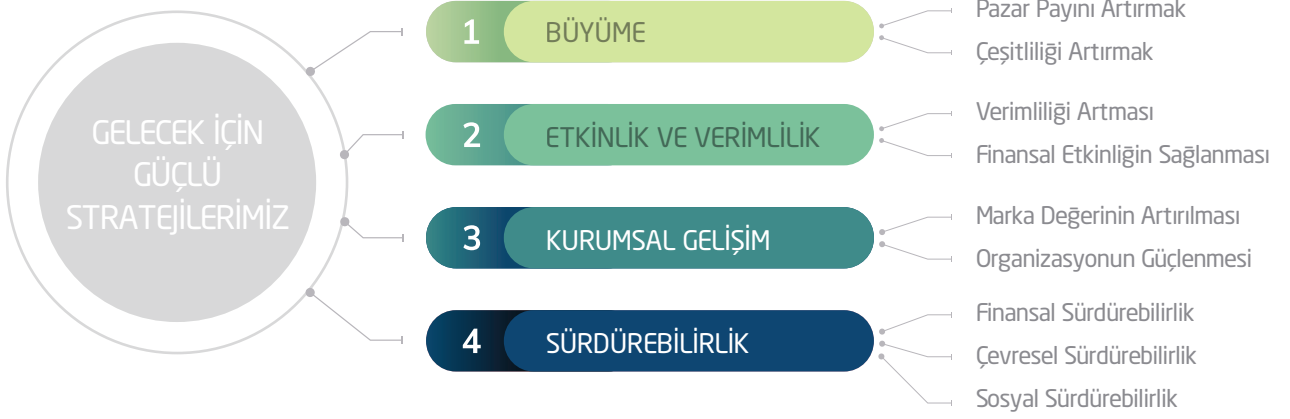 GELECEK İÇİN
GÜÇLÜ
STRATEJİLERİMİZ
1 BÜYÜME
Pazar Payını Artırmak
Çeşitliliği Artırmak
2 ETKİNLİK VE VERİMLİLİK
Verimliliği Artması
Finansal Etkinliğin Sağlanması
3 KURUMSAL GELİŞİM
Marka Değerinin Artırılması
Organizasyonun Güçlenmesi
4 SÜRDÜREBİLİRLİK
Finansal Sürdürebilirlik
Çevresel Sürdürebilirlik
Sosyal Sürdürebilirlik